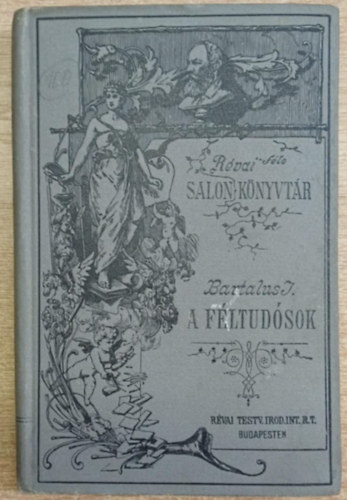 Révai-féle
SALON-KÖNYVTÁR
Bartalus I.
A FÉLTUDÓSOK
RÉVAI TESTV. IROD. INT. R. T.
BUDAPESTEN